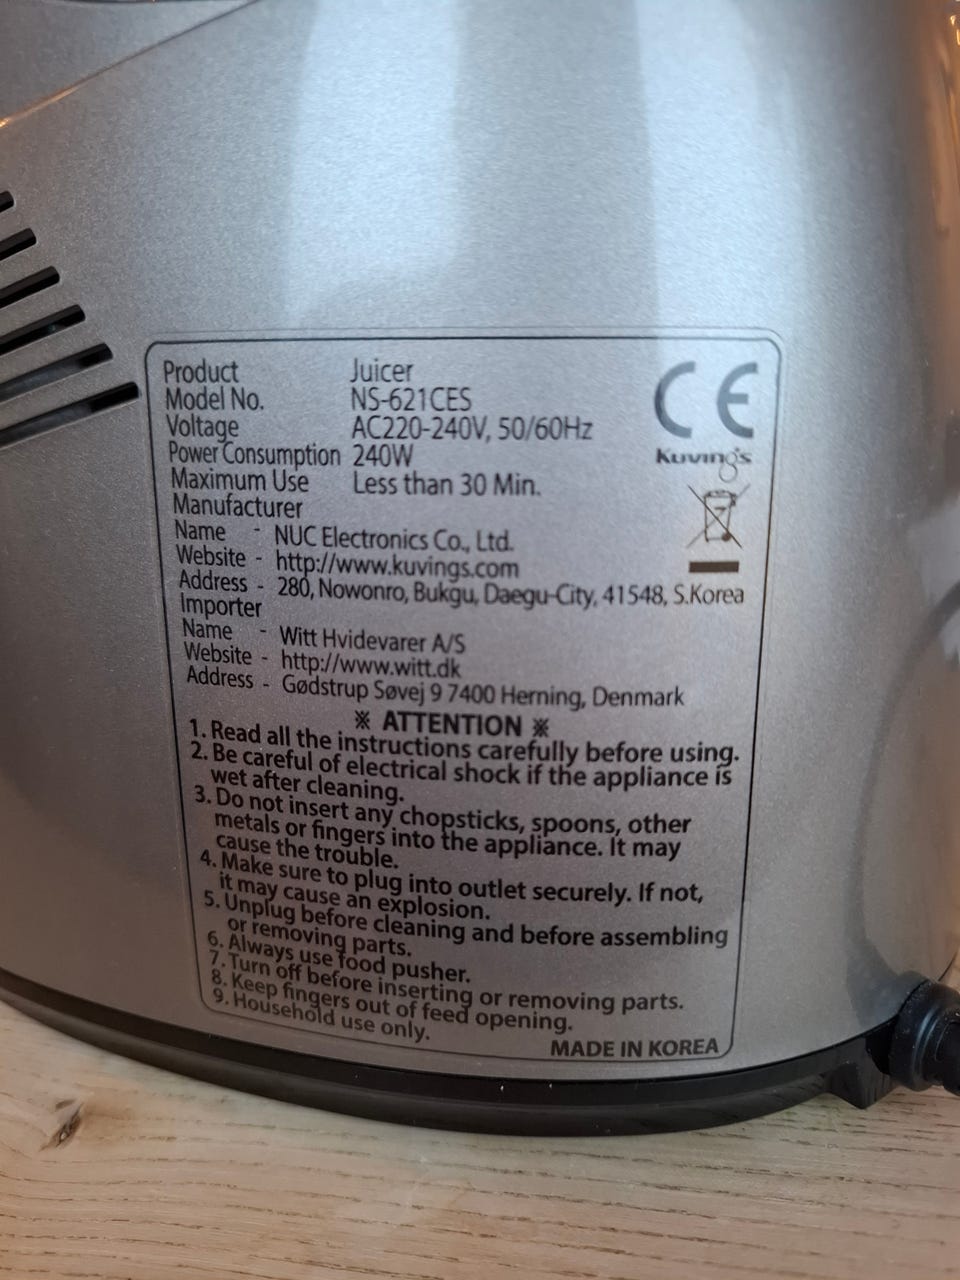 Product Juicer
Model No. NS-621CES
Voltage AC220-240V, 50/60Hz
Power Consumption 240W
Maximum Use Less than 30 Min.
Manufacturer
Name - NUC Electronics Co., Ltd.
Website - http://www.kuvings.com
Address - 280, Nowonro, Bukgu, Daegu-City, 41548, S.Korea
Importer
Name - Witt Hvidevarer A/S
Website - http://www.witt.dk
Address - Gødstrup Søvej 9 7400 Herning, Denmark
CE
Kuvings
※ ATTENTION ※
1. Read all the instructions carefully before using.
2. Be careful of electrical shock if the appliance is
wet after cleaning.
3. Do not insert any chopsticks, spoons, other
metals or fingers into the appliance. It may
cause the trouble.
4. Make sure to plug into outlet securely. If not,
it may cause an explosion.
5. Unplug before cleaning and before assembling
or removing parts.
6. Always use food pusher.
7. Turn off before inserting or removing parts.
8. Keep fingers out of feed opening.
9. Household use only.
MADE IN KOREA